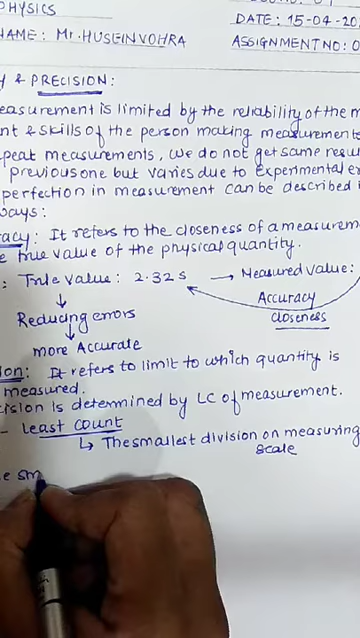 PHYSICS
DATE: 15-04-20
NAME: Mr. HUSEINVOHRA
ASSIGNMENT NO: 0
Y & PRECISION:
easurement is limited by the reliability of the m
nt & skills of the person making measurement
peat measurements, we do not get same resu
previous one but varies due to experimental e
perfection in measurement can be described i
ways:
racy: It refers to the closeness of a measurem
e true value of the physical quantity.
: True value: 2.32 s → Measured value:
Accuracy
closeness
↓
Reducing errors
↓
more Accurate
ion: It refers to limit to which quantity is
measured.
cision is determined by LC of measurement.
- Least count
↳ The smallest division on measuring
scale
e sm